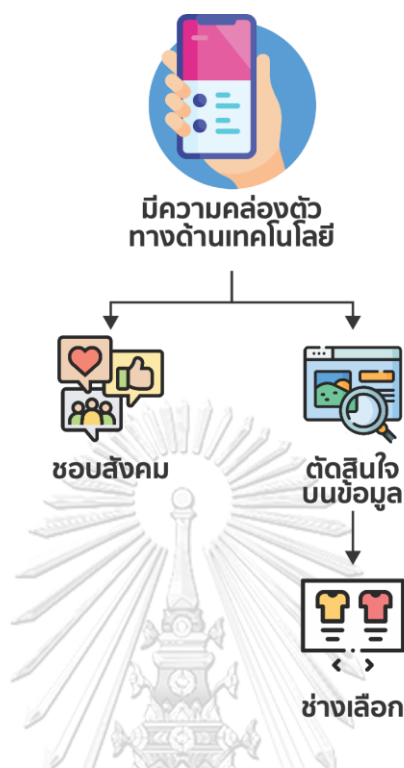 มีความคล่องตัว
ทางด้านเทคโนโลยี
ชอบสังคม
ตัดสินใจ
บนข้อมูล
ช่างเลือก